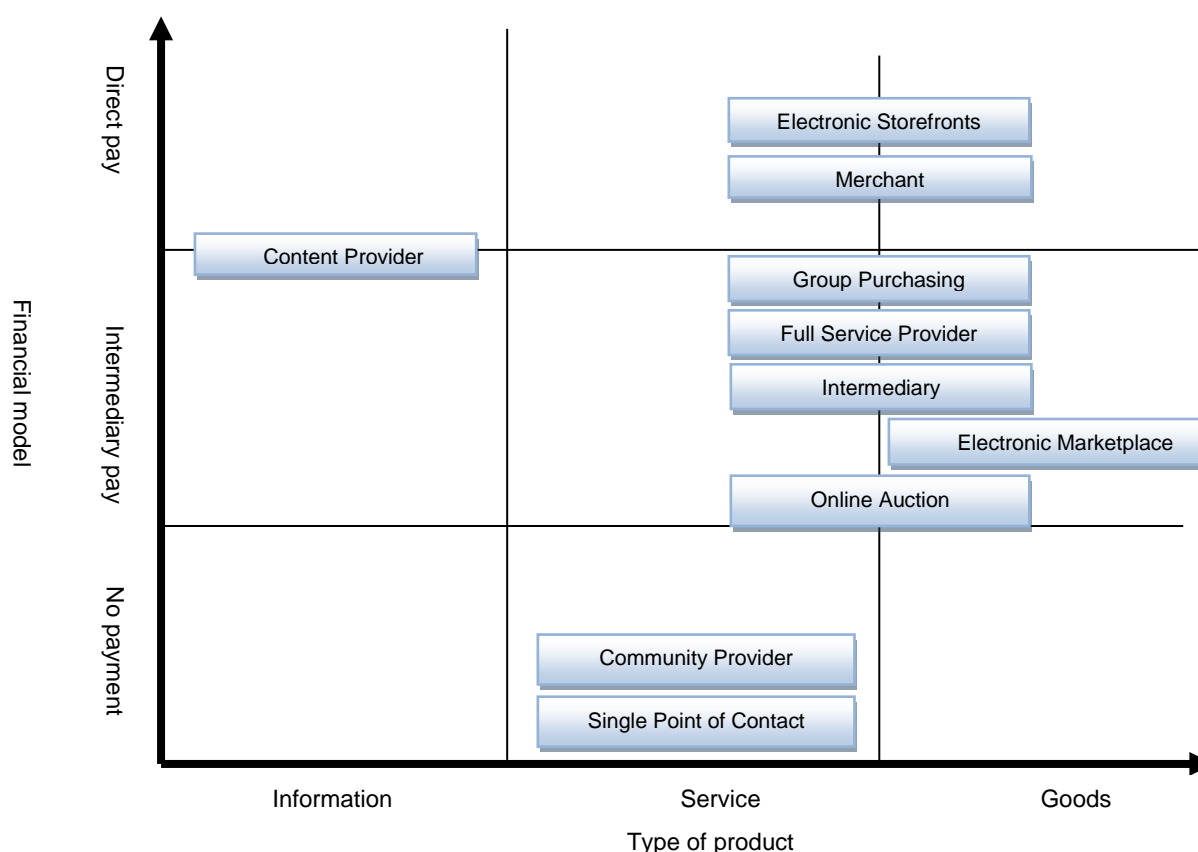 Direct pay
Electronic Storefronts
Merchant
Content Provider
Group Purchasing
Financial model
Intermediary pay
Full Service Provider
Intermediary
Electronic Marketplace
Online Auction
No payment
Community Provider
Single Point of Contact
Information
Service
Goods
Type of product